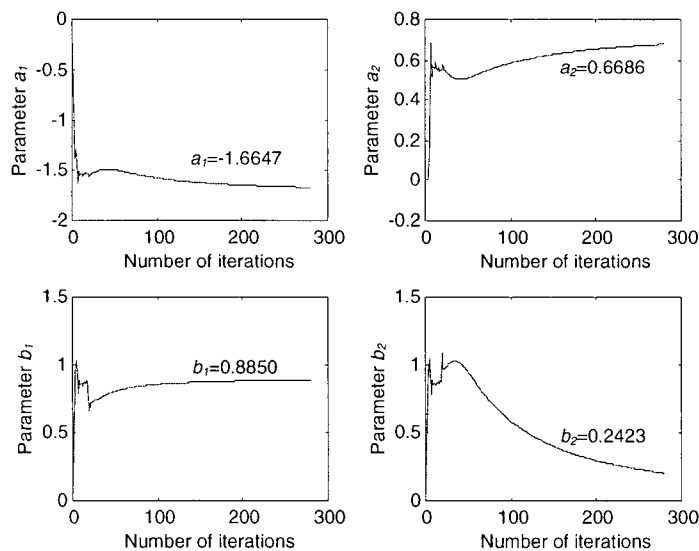 0
-0.5
-1
-1.5
-2
0
100
200
300
Parameter a1
Number of iterations
a1=-1.6647
0.8
0.6
0.4
0.2
0
0.2
0
100
200
300
Parameter a2
Number of iterations
a2=0.6686
1.5
1
0.5
0
0
100
200
300
Parameter b1
Number of iterations
b1=0.8850
1.5
1
0.5
0
0
100
200
300
Parameter b2
Number of iterations
b2=0.2423